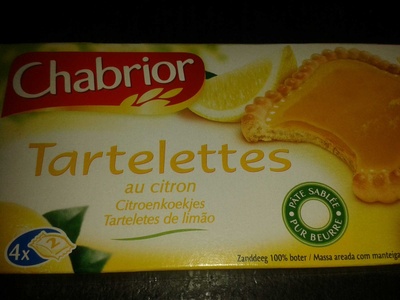 Chabrior
Tartelettes
au citron
Citroenkoekjes
Tarteletes de limão
PÂTE SABLÉE
PUR BEURRE
4x 2
Zanddeeg 100% boter / Massa areada com manteiga